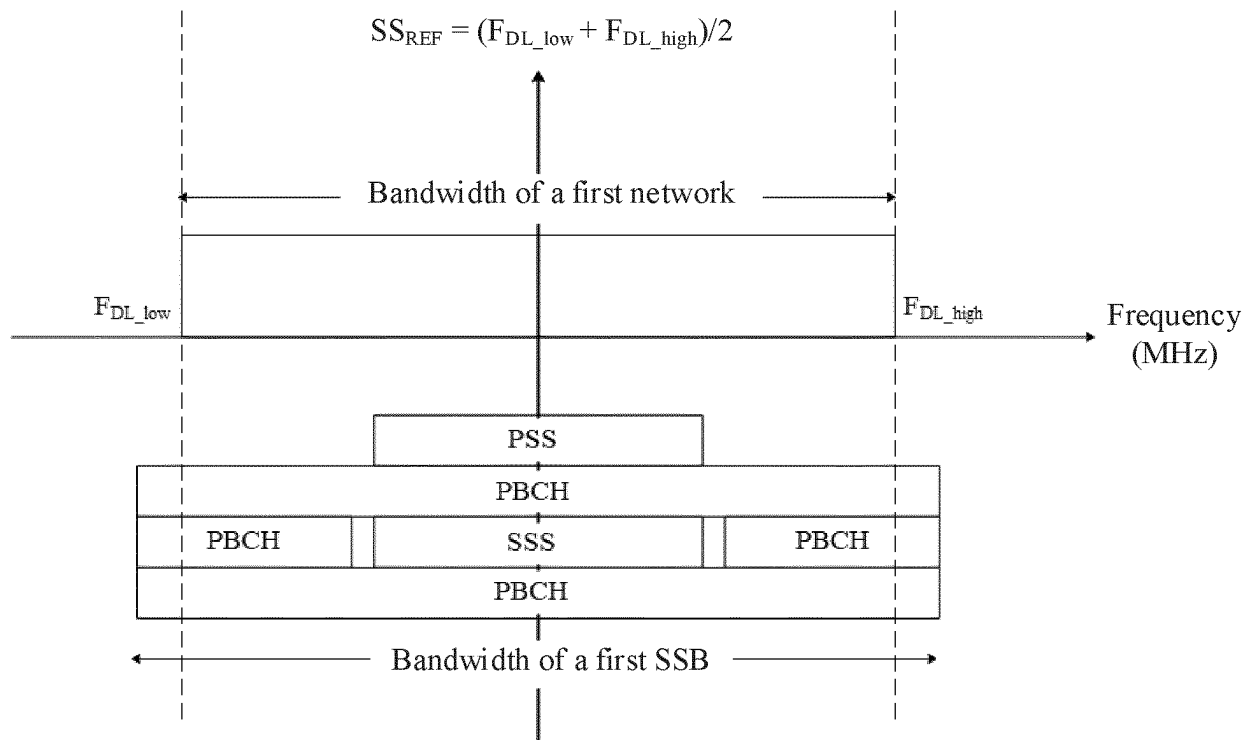 SS_REF = (F_DL_low + F_DL_high)/2
Bandwidth of a first network
F_DL_low
F_DL_high
Frequency
(MHz)
PSS
PBCH
PBCH SSS PBCH
PBCH
Bandwidth of a first SSB